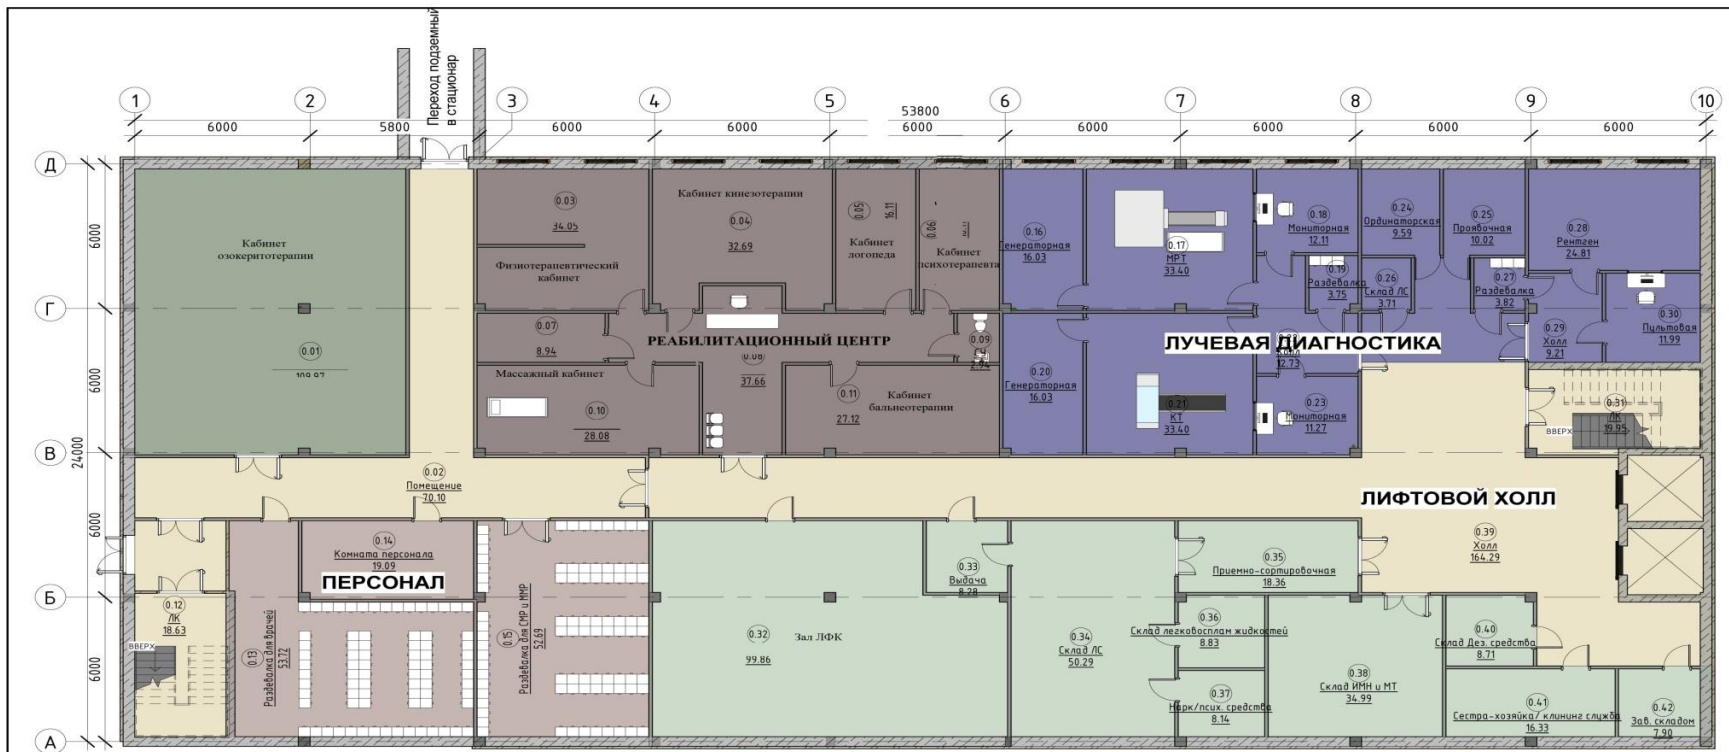 Переход подземный
в стационар
1
2
3
4
5
6
7
8
9
10
53800
6000
5800
6000
6000
6000
6000
6000
6000
6000
Д
Г
В
Б
А
6000
6000
6000
6000
24000
Кабинет
озокеритотерапии
0.01
0.03
34.05
Физиотерапевтический
кабинет
Кабинет кинезотерапии
0.04
32.69
0.05
16.11
Кабинет
логопеда
0.06
Кабинет
психотерапевта
0.16
Генераторная
16.03
0.17
МРТ
33.40
0.18
Мониторная
12.11
0.19
Раздевалка
3.75
0.24
Ординаторская
9.59
0.25
Проявочная
10.02
0.26
Склад ЛС
3.71
0.27
Раздевалка
3.82
0.28
Рентген
24.81
0.29
Холл
9.21
0.30
Пультовая
11.99
0.07
8.94
РЕАБИЛИТАЦИОННЫЙ ЦЕНТР
0.08
37.66
0.09
2.94
ЛУЧЕВАЯ ДИАГНОСТИКА
12.73
Массажный кабинет
0.10
28.08
0.11
27.12
Кабинет
бальнеотерапии
0.20
Генераторная
16.03
0.21
КТ
33.40
0.23
Мониторная
11.27
0.31
ЛК
19.95
ВВЕРХ
0.02
Помещение
70.10
ЛИФТОВОЙ ХОЛЛ
0.39
Холл
164.29
0.12
ЛК
18.63
ВВЕРХ
0.13
Раздевалка для врачей
53.72
0.14
Комната персонала
19.09
ПЕРСОНАЛ
0.15
Раздевалка для СМР и ММР
52.69
0.32
Зал ЛФК
99.86
0.33
Выдача
8.28
0.34
Склад ЛС
50.29
0.35
Приемно-сортировочная
18.36
0.36
Склад легковосплам жидкостей
8.83
0.37
Нарк/псих. средства
8.14
0.38
Склад ИМН и МТ
34.99
0.40
Склад Дез. средства
8.71
0.41
Сестра-хозяйка/ клининг служба
16.33
0.42
Зав. складом
7.90